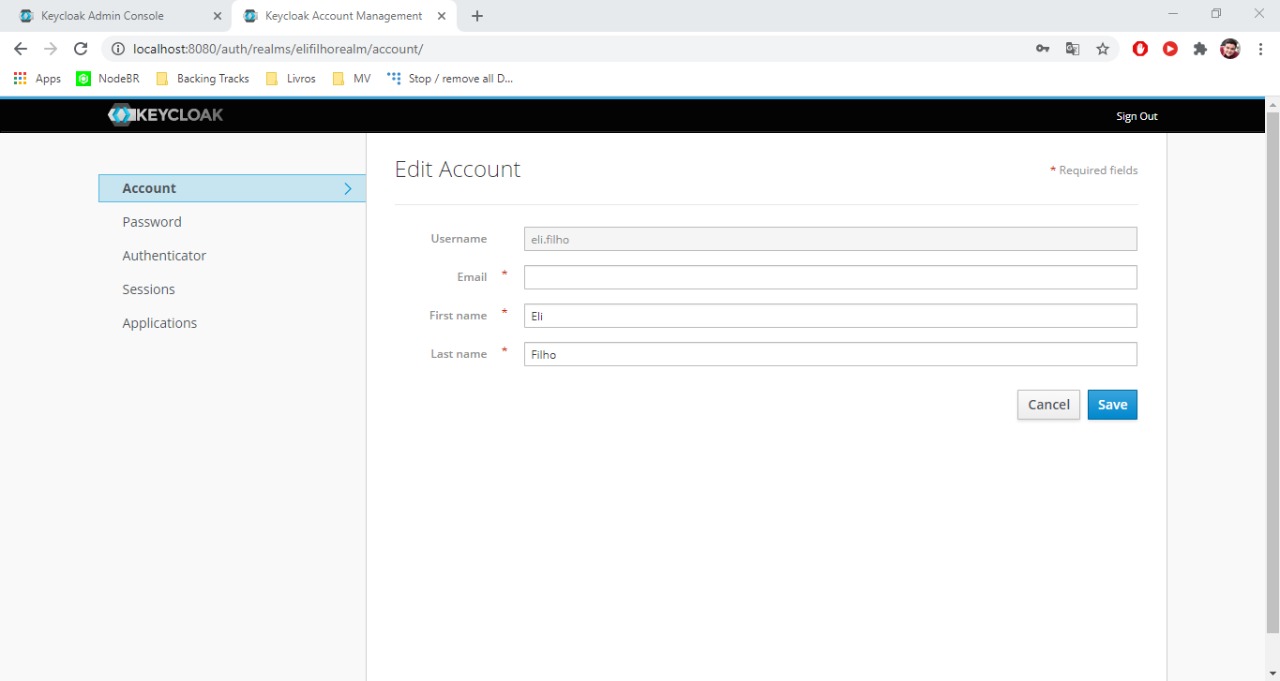 Keycloak Admin Console
Keycloak Account Management
localhost:8080/auth/realms/elifilhorealm/account/
Apps NodeBR Backing Tracks Livros MV Stop / remove all D...
KEYCLOAK
Sign Out
Account
Password
Authenticator
Sessions
Applications
Edit Account
* Required fields
Username eli.filho
Email *
First name * Eli
Last name * Filho
Cancel Save